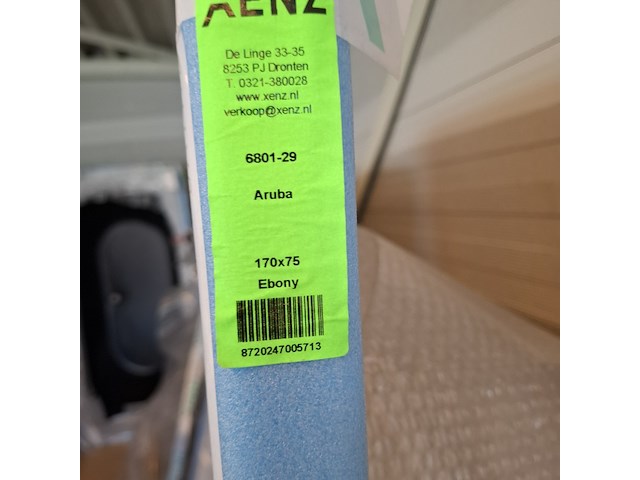 XENZ
De Linge 33-35
8253 PJ Dronten
T. 0321-380028
www.xenz.nl
verkoop@xenz.nl
6801-29
Aruba
170x75
Ebony
8720247005713